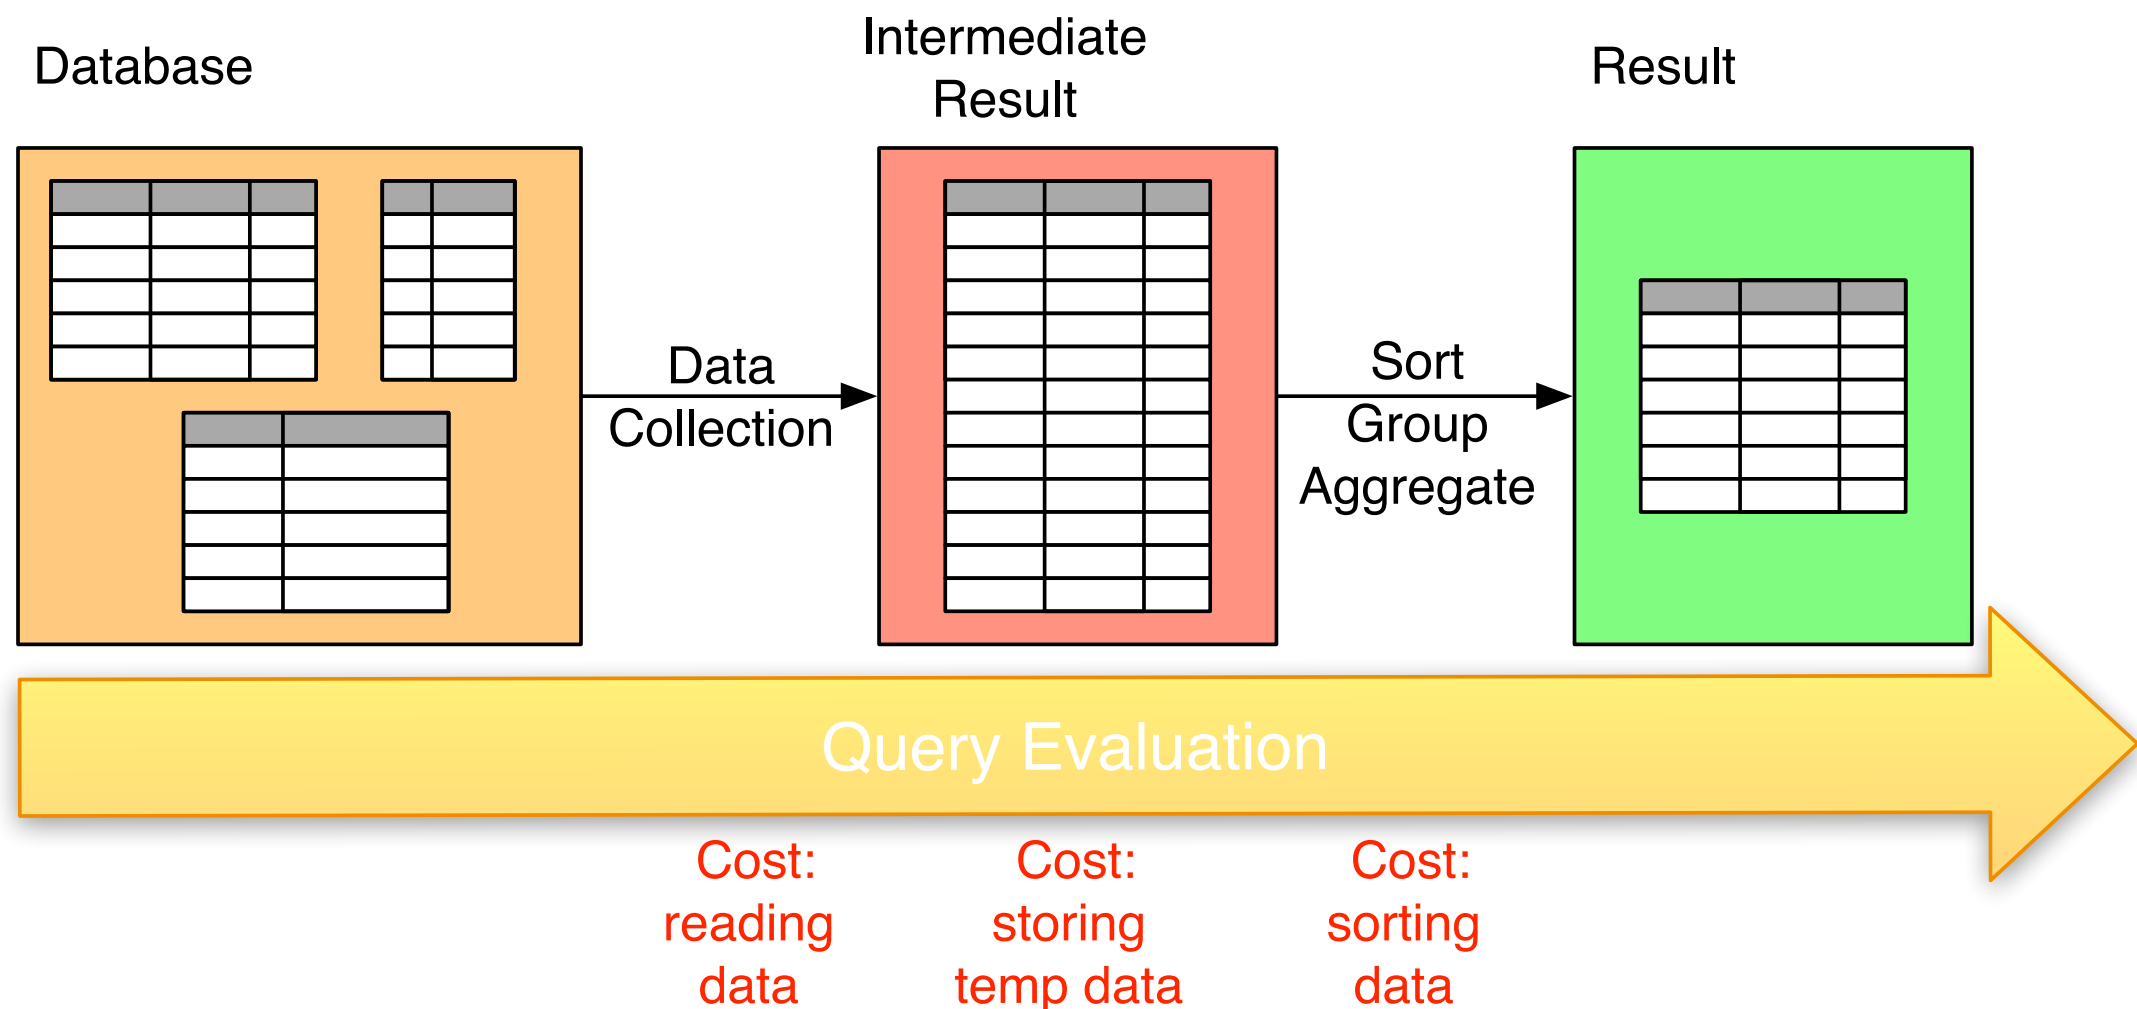 Database
Intermediate
Result
Result
Data
Collection
Sort
Group
Aggregate
Query Evaluation
Cost:
reading
data
Cost:
storing
temp data
Cost:
sorting
data